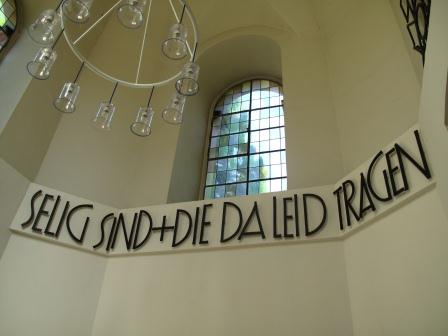 SELIG SIND+DIE DA LEID TRAGEN